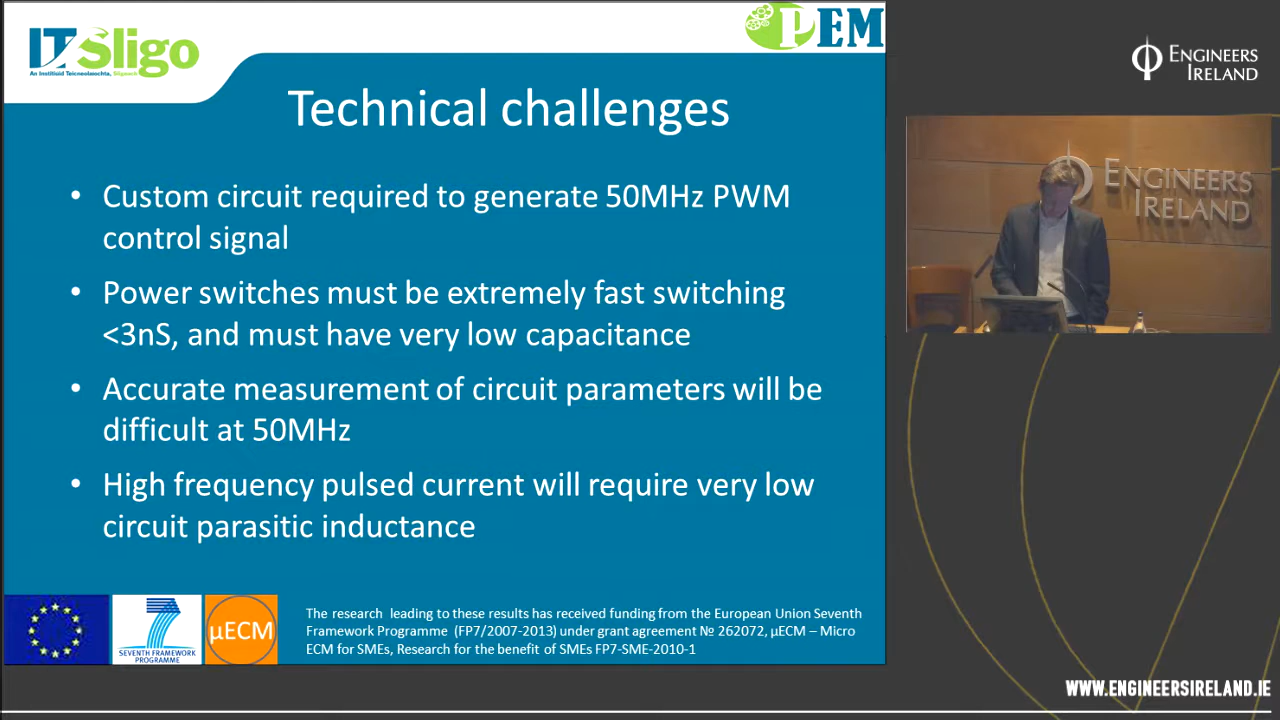 IT Sligo
An Institiúid Teicneolaíochta, Sligeach
PEM
Technical challenges
• Custom circuit required to generate 50MHz PWM
control signal
• Power switches must be extremely fast switching
<3nS, and must have very low capacitance
• Accurate measurement of circuit parameters will be
difficult at 50MHz
• High frequency pulsed current will require very low
circuit parasitic inductance
SEVENTH FRAMEWORK
PROGRAMME
µECM
The research leading to these results has received funding from the European Union Seventh
Framework Programme (FP7/2007-2013) under grant agreement № 262072, µECM – Micro
ECM for SMEs, Research for the benefit of SMEs FP7-SME-2010-1
ENGINEERS
IRELAND
ENGINEERS
IRELAND
WWW.ENGINEERSIRELAND.IE